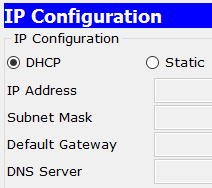 IP Configuration
IP Configuration
DHCP Static
IP Address
Subnet Mask
Default Gateway
DNS Server